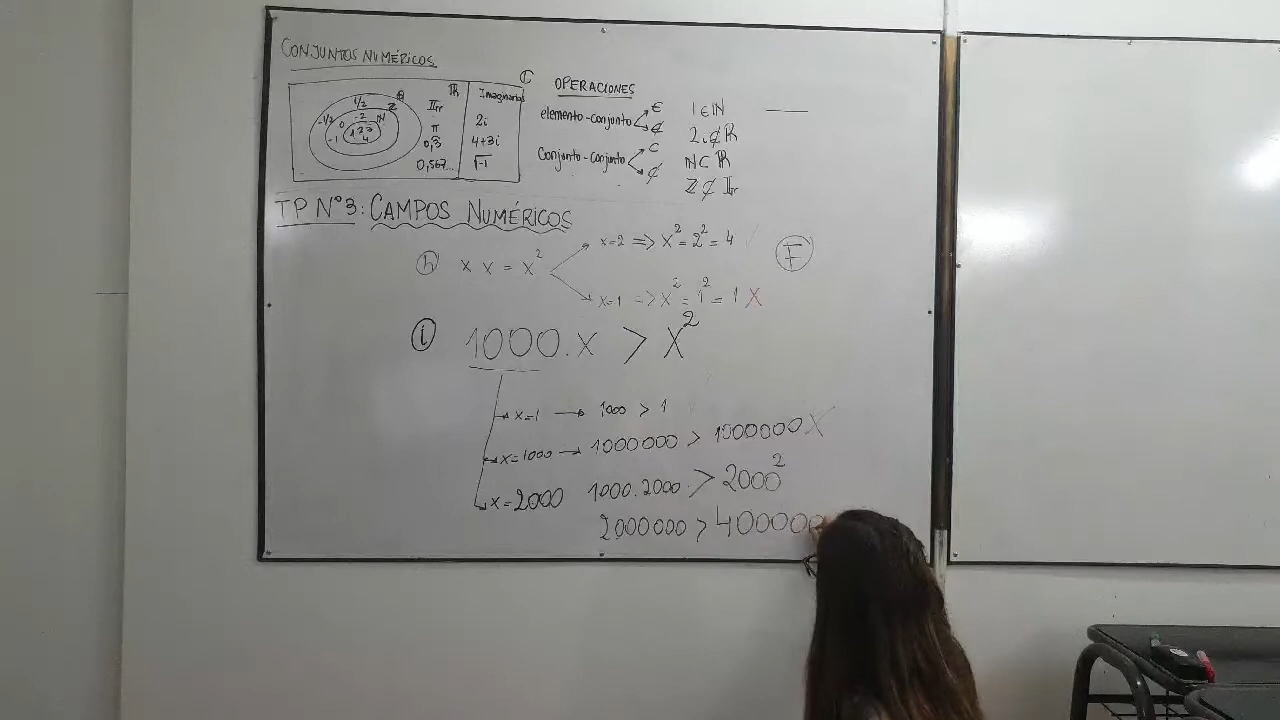 CONJUNTOS NUMÉRICOS
ℂ
ℚ ℝ
1/2 ℤ 𝕀rr Imaginarios
-1/2 -2 ℕ
0 1 2 3 π 2i
-1 4 0,3̂ 4+3i
0,567... √-1
OPERACIONES
elemento-conjunto ∈ 1 ∈ ℕ
∉ 2i ∉ ℝ
Conjunto-conjunto ⊂ ℕ ⊂ ℝ
⊄ ℤ ⊄ 𝕀rr
TP N°3: CAMPOS NUMÉRICOS
x=2 => x² = 2² = 4
h x x = x² F
x=1 => x² = 1² = 1 X
i 1000.x > x²
x=1 → 1000 > 1
x=1000 → 1000000 > 1000000 X
x=2000 1000.2000 > 2000²
2000000 > 400000